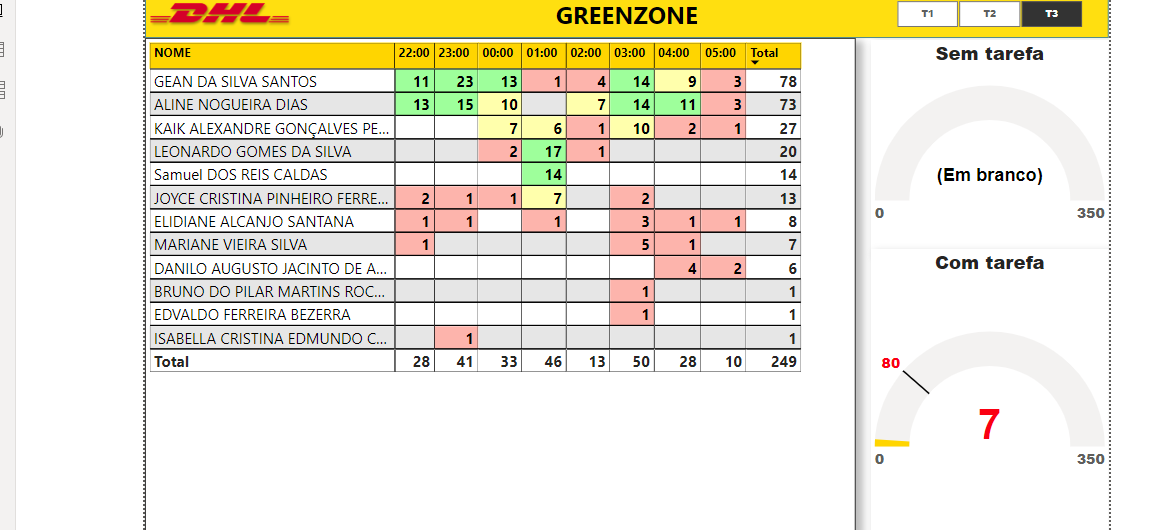 DHL
GREENZONE
T1 T2 T3
NOME 22:00 23:00 00:00 01:00 02:00 03:00 04:00 05:00 Total
GEAN DA SILVA SANTOS 11 23 13 1 4 14 9 3 78
ALINE NOGUEIRA DIAS 13 15 10 7 14 11 3 73
KAIK ALEXANDRE GONÇALVES PE... 7 6 1 10 2 1 27
LEONARDO GOMES DA SILVA 2 17 1 20
Samuel DOS REIS CALDAS 14 14
JOYCE CRISTINA PINHEIRO FERRE... 2 1 1 7 2 13
ELIDIANE ALCANJO SANTANA 1 1 1 3 1 1 8
MARIANE VIEIRA SILVA 1 5 1 7
DANILO AUGUSTO JACINTO DE A... 4 2 6
BRUNO DO PILAR MARTINS ROC... 1 1
EDVALDO FERREIRA BEZERRA 1 1
ISABELLA CRISTINA EDMUNDO C... 1 1
Total 28 41 33 46 13 50 28 10 249
Sem tarefa
(Em branco)
0 350
Com tarefa
80
7
0 350